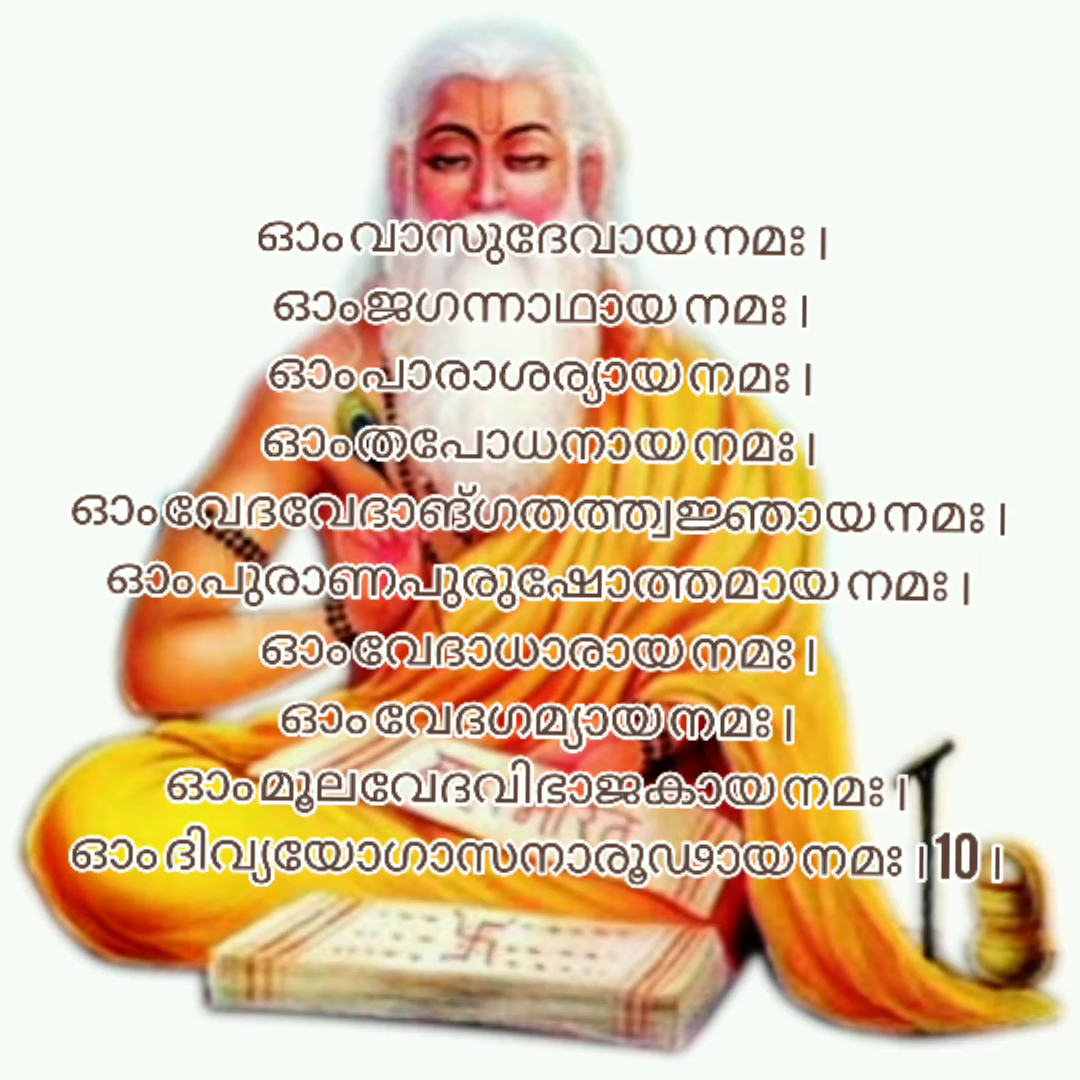 ഓം വാസുദേവായ നമഃ |
ഓം ജഗന്നാഥായ നമഃ |
ഓം പാരാശര്യായ നമഃ |
ഓം തപോധനായ നമഃ |
ഓം വേദവേദാങ്ഗതത്ത്വജ്ഞായ നമഃ |
ഓം പുരാണപുരുഷോത്തമായ നമഃ |
ഓം വേദാധാരായ നമഃ |
ഓം വേദഗമ്യായ നമഃ |
ഓം മൂലവേദവിഭാജകായ നമഃ |
ഓം ദിവ്യയോഗാസനാരൂഢായ നമഃ | 10 |